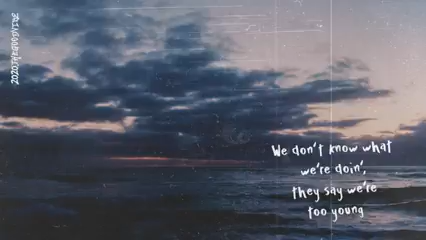 We don't know what
we're doin',
they say we're
too young